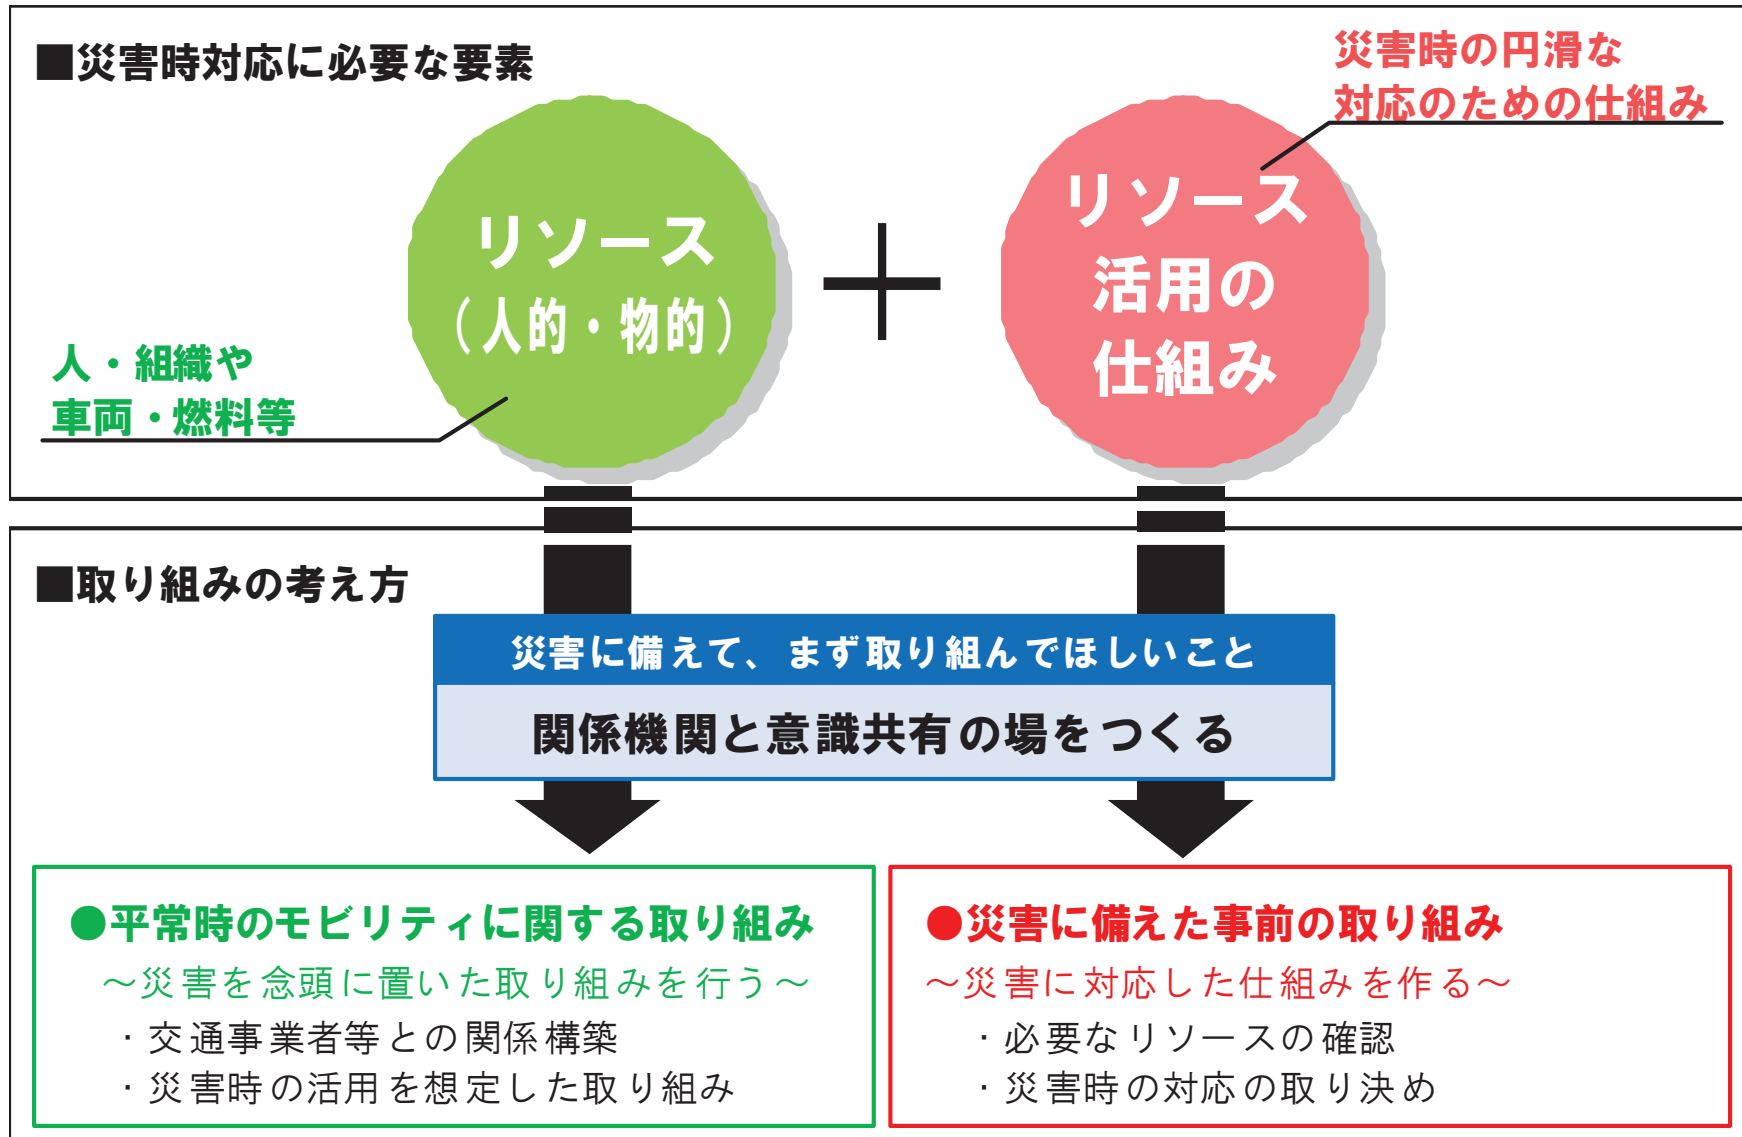 ■災害時対応に必要な要素
災害時の円滑な
対応のための仕組み
リソース
（人的・物的）
リソース
活用の
仕組み
人・組織や
車両・燃料等
■取り組みの考え方
災害に備えて、まず取り組んでほしいこと
関係機関と意識共有の場をつくる
●平常時のモビリティに関する取り組み
～災害を念頭に置いた取り組みを行う～
・交通事業者等との関係構築
・災害時の活用を想定した取り組み
●災害に備えた事前の取り組み
～災害に対応した仕組みを作る～
・必要なリソースの確認
・災害時の対応の取り決め